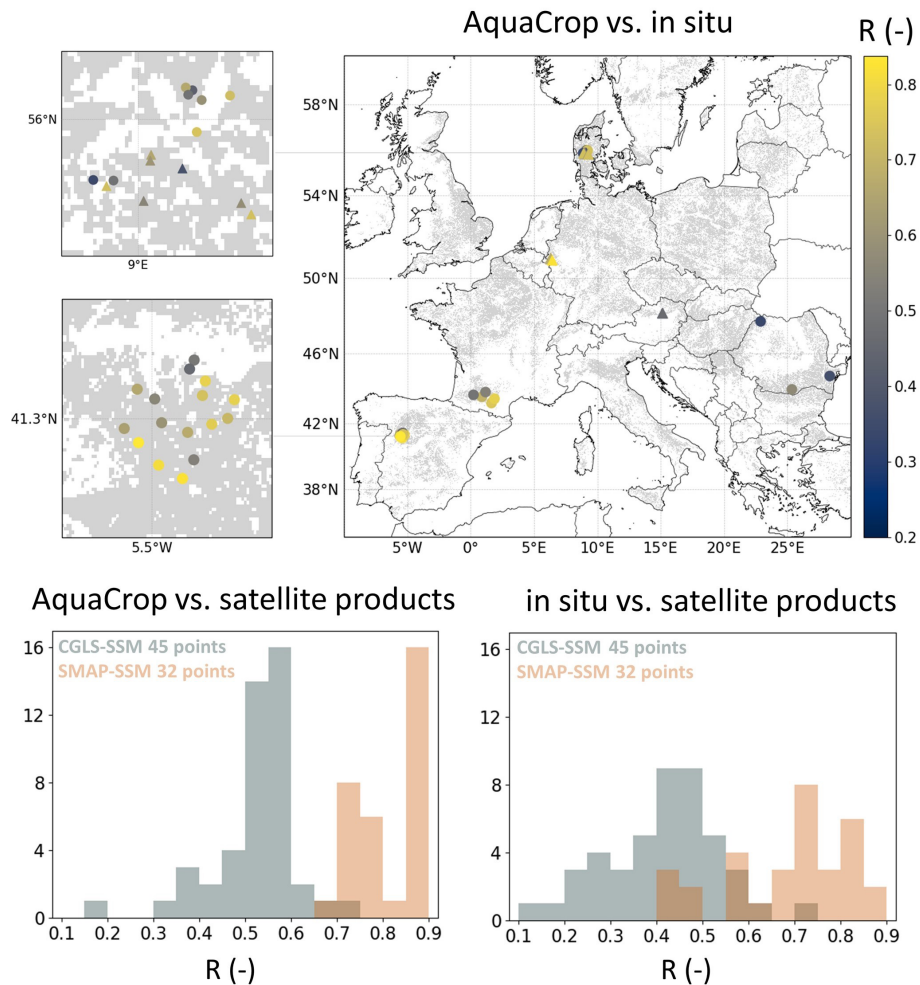 AquaCrop vs. in situ
R (-)
56°N
9°E
41.3°N
5.5°W
58°N
54°N
50°N
46°N
42°N
38°N
5°W 0° 5°E 10°E 15°E 20°E 25°E
0.8
0.7
0.6
0.5
0.4
0.3
0.2
AquaCrop vs. satellite products
CGLS-SSM 45 points
SMAP-SSM 32 points
16
12
8
4
0
0.1 0.2 0.3 0.4 0.5 0.6 0.7 0.8 0.9
R (-)
in situ vs. satellite products
CGLS-SSM 45 points
SMAP-SSM 32 points
16
12
8
4
0
0.1 0.2 0.3 0.4 0.5 0.6 0.7 0.8 0.9
R (-)